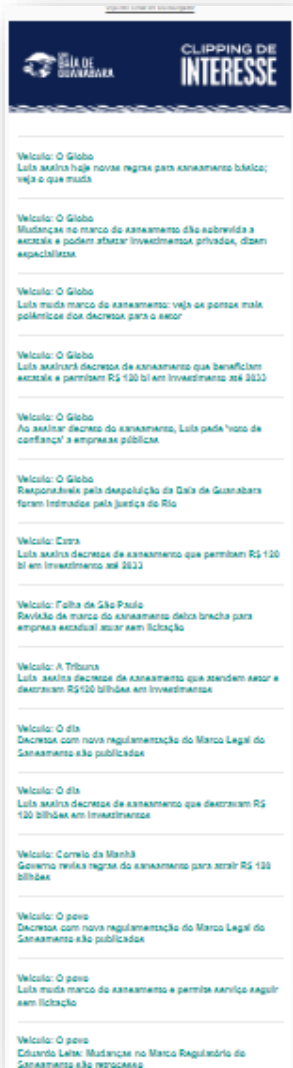 BAÍA DE
GUANABARA
CLIPPING DE
INTERESSE
Veículo: O Globo
Lula assina hoje novas regras para saneamento básico;
veja o que muda
Veículo: O Globo
Mudanças no marco do saneamento dão sobrevida a
estatais e podem afastar investimentos privados, dizem
especialistas
Veículo: O Globo
Lula muda marco do saneamento: veja os pontos mais
polêmicos dos decretos para o setor
Veículo: O Globo
Lula assinará decretos de saneamento que beneficiam
estatais e permitem R$ 120 bi em investimento até 2033
Veículo: O Globo
Ao assinar decreto do saneamento, Lula pede 'voto de
confiança' a empresas públicas
Veículo: O Globo
Responsáveis pela despoluição da Baía de Guanabara
foram intimados pela justiça do Rio
Veículo: Extra
Lula assina decretos de saneamento que permitem R$ 120
bi em investimento até 2033
Veículo: Folha de São Paulo
Revisão de marco do saneamento deixa brecha para
empresa estadual atuar sem licitação
Veículo: A Tribuna
Lula assina decretos de saneamento que atendem setor e
destravam R$120 bilhões em investimentos
Veículo: O dia
Decretos com nova regulamentação do Marco Legal do
Saneamento são publicados
Veículo: O dia
Lula assina decretos de saneamento que destravam R$
120 bilhões em investimentos
Veículo: Correio da Manhã
Governo revisa regras do saneamento para atrair R$ 120
bilhões
Veículo: O povo
Decretos com nova regulamentação do Marco Legal do
Saneamento são publicados
Veículo: O povo
Lula muda marco do saneamento e permite serviço seguir
sem licitação
Veículo: O povo
Eduardo Leite: Mudanças no Marco Regulatório do
Saneamento são retrocesso